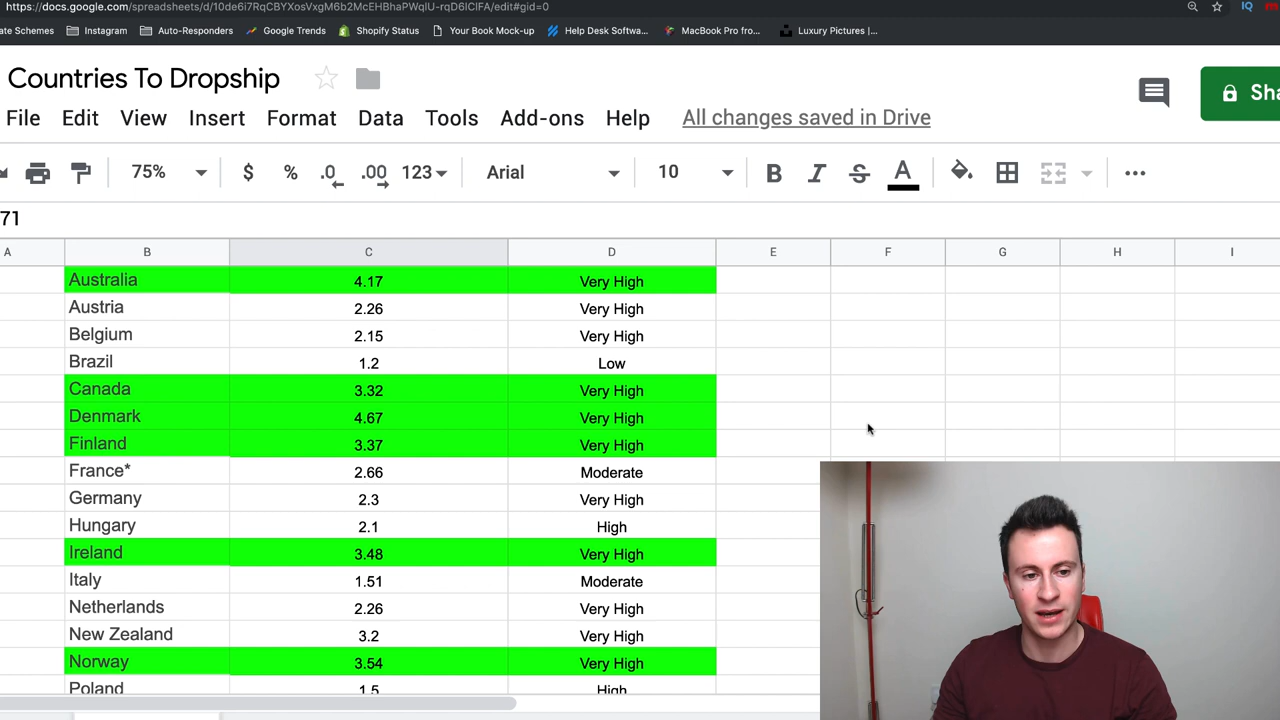 https://docs.google.com/spreadsheets/d/10de6i7RqCBYXosVxgM6b2McEHBhaPWqlU-rqD6IClFA/edit#gid=0
ate Schemes Instagram Auto-Responders Google Trends Shopify Status Your Book Mock-up Help Desk Softwa... MacBook Pro fro... Luxury Pictures |...
Countries To Dropship
Sha
File Edit View Insert Format Data Tools Add-ons Help All changes saved in Drive
75% $ % .0 .00 123 Arial 10 B I S A ...
71
A B C D E F G H I
Australia 4.17 Very High
Austria 2.26 Very High
Belgium 2.15 Very High
Brazil 1.2 Low
Canada 3.32 Very High
Denmark 4.67 Very High
Finland 3.37 Very High
France* 2.66 Moderate
Germany 2.3 Very High
Hungary 2.1 High
Ireland 3.48 Very High
Italy 1.51 Moderate
Netherlands 2.26 Very High
New Zealand 3.2 Very High
Norway 3.54 Very High
Poland 1.5 High